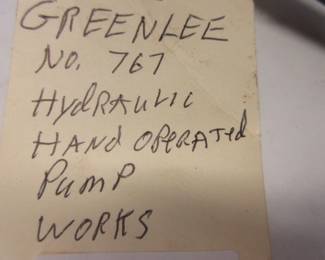 GREENLEE
No. 767
HydRAULIC
HAND OPERATEd
PumP
WORKS